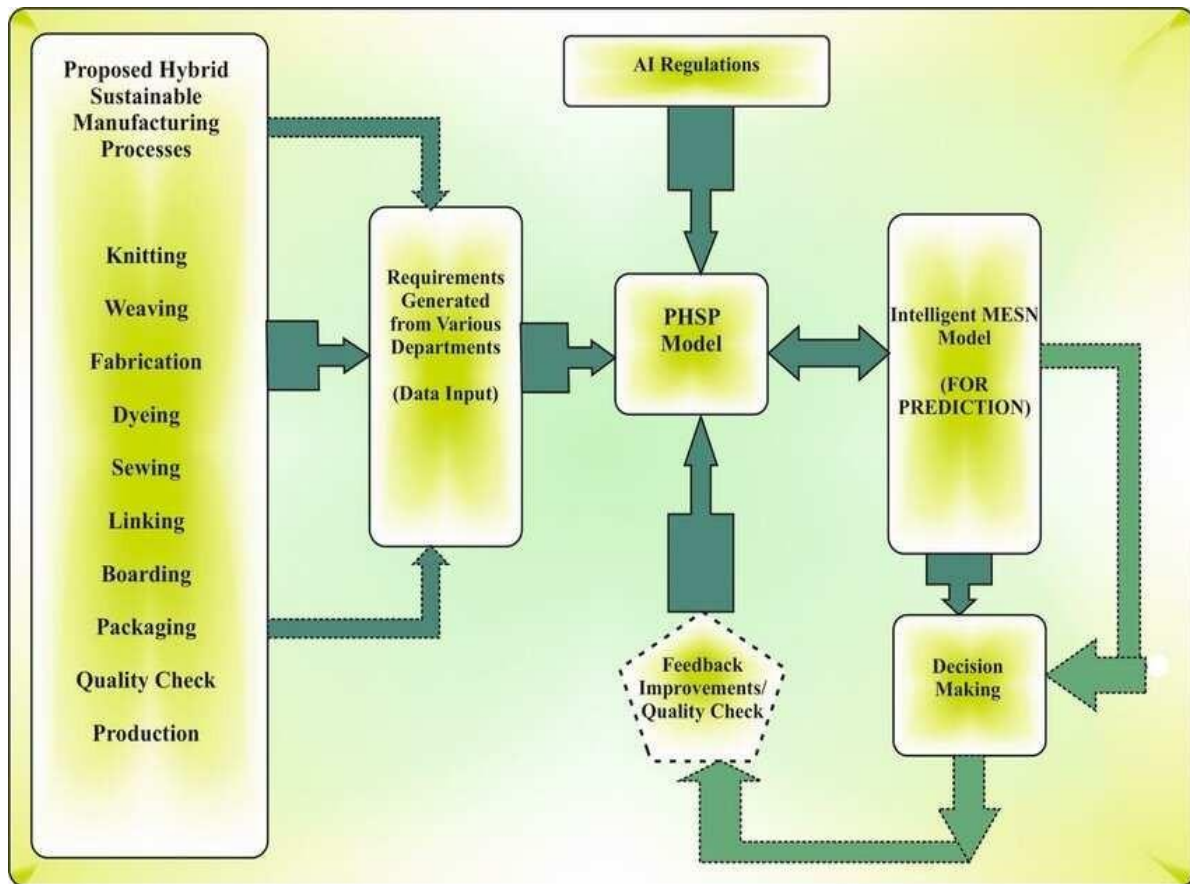 Proposed Hybrid
Sustainable
Manufacturing
Processes
Knitting
Weaving
Fabrication
Dyeing
Sewing
Linking
Boarding
Packaging
Quality Check
Production
Requirements
Generated
from Various
Departments
(Data Input)
AI Regulations
PHSP
Model
Intelligent MESN
Model
(FOR
PREDICTION)
Decision
Making
Feedback
Improvements/
Quality Check